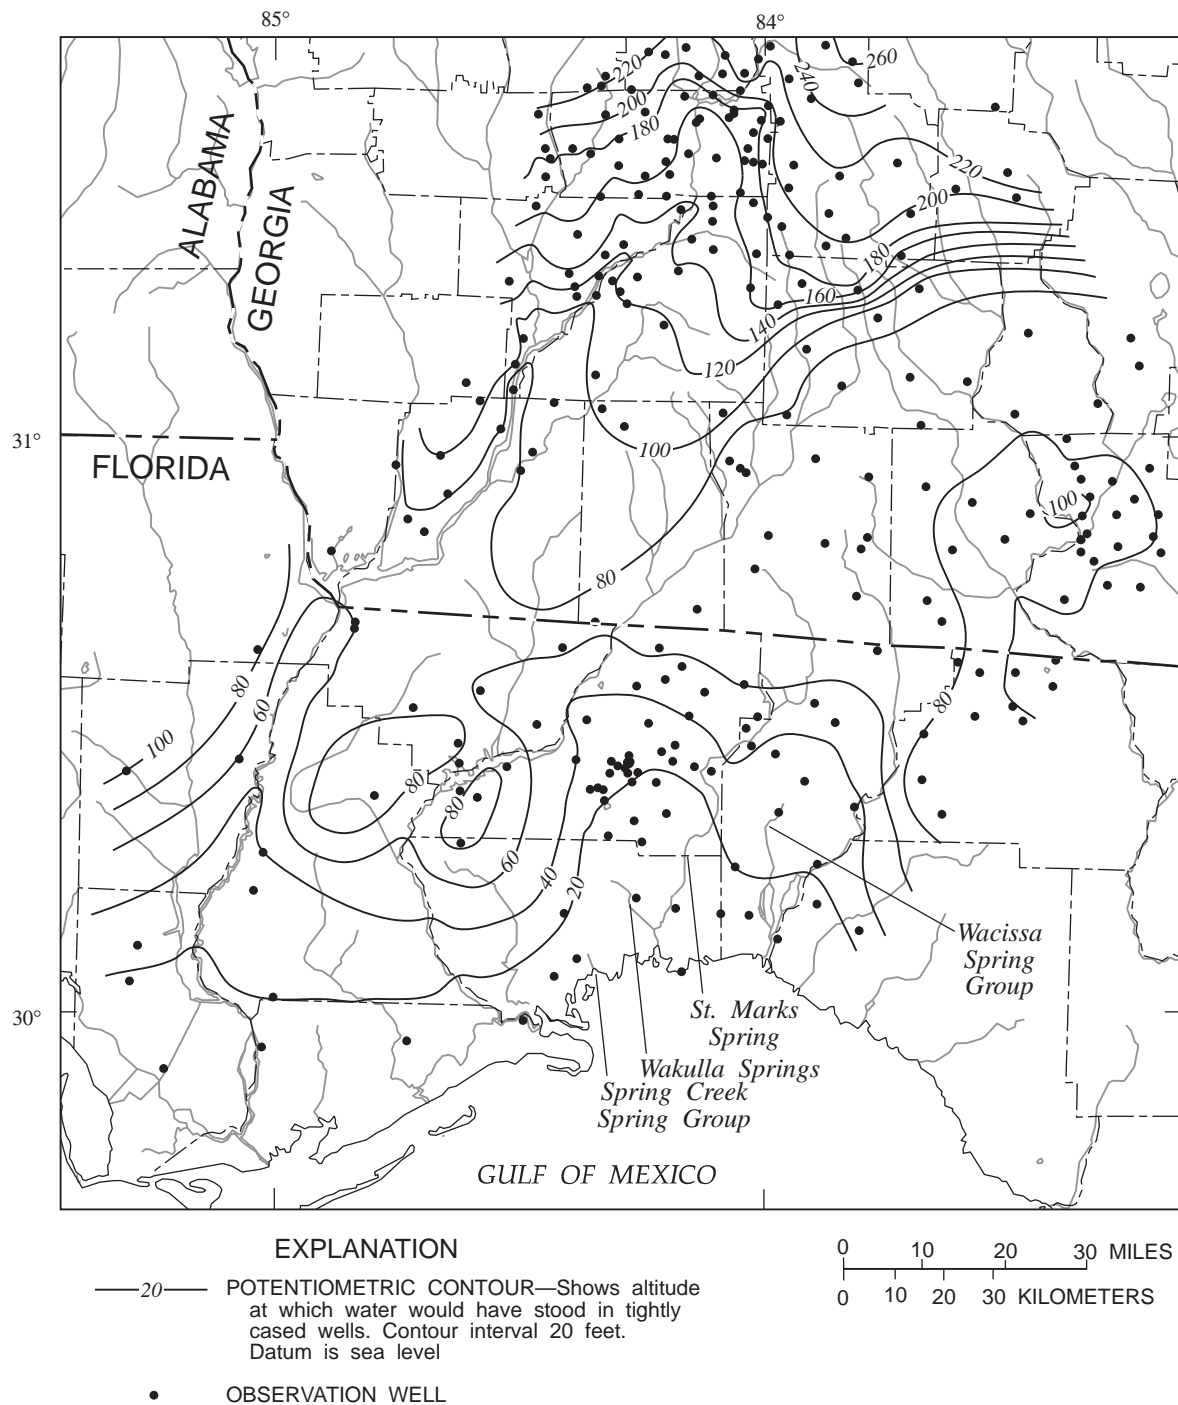 85°
84°
220
200
180
240
260
220
200
180
160
140
120
100
ALABAMA
GEORGIA
31°
FLORIDA
100
80
80
60
100
80
80
80
60
40
20
Wacissa
Spring
Group
St. Marks
Spring
30°
Wakulla Springs
Spring Creek
Spring Group
GULF OF MEXICO
EXPLANATION
20 POTENTIOMETRIC CONTOUR—Shows altitude
at which water would have stood in tightly
cased wells. Contour interval 20 feet.
Datum is sea level
OBSERVATION WELL
0 10 20 30 MILES
0 10 20 30 KILOMETERS